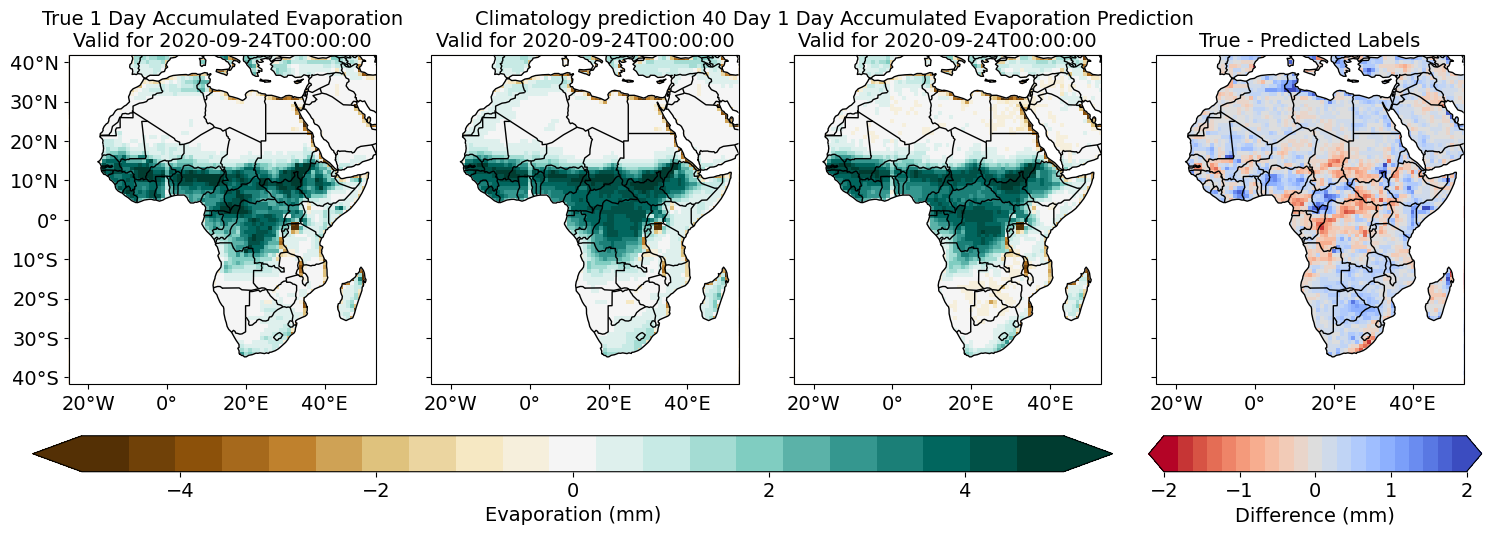 True 1 Day Accumulated Evaporation
Valid for 2020-09-24T00:00:00
Climatology prediction 40 Day 1 Day Accumulated Evaporation Prediction
Valid for 2020-09-24T00:00:00
Valid for 2020-09-24T00:00:00
True - Predicted Labels
40°N
30°N
20°N
10°N
0°
10°S
20°S
30°S
40°S
20°W 0° 20°E 40°E
20°W 0° 20°E 40°E
20°W 0° 20°E 40°E
20°W 0° 20°E 40°E
−4 −2 0 2 4
Evaporation (mm)
−2 −1 0 1 2
Difference (mm)